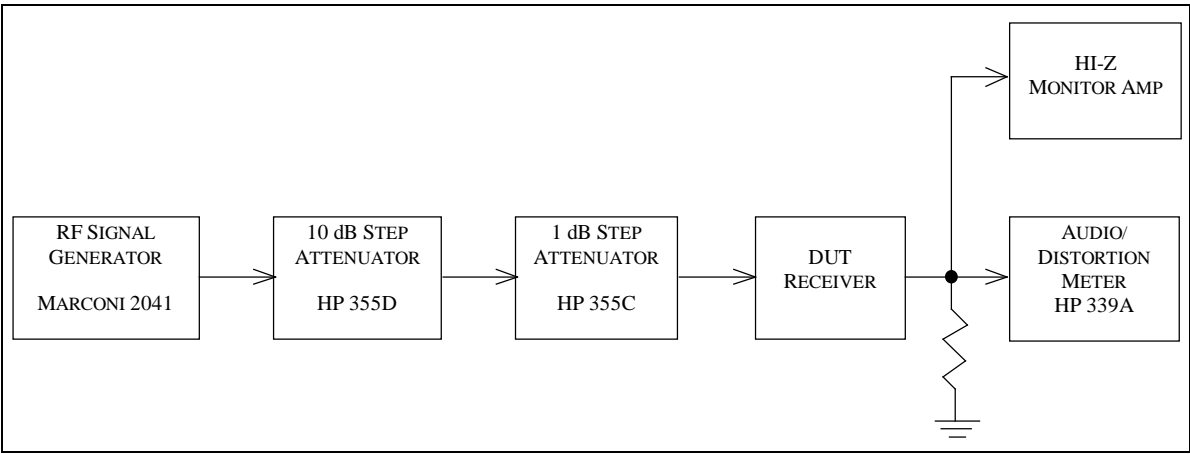 HI-Z
MONITOR AMP
RF SIGNAL
GENERATOR
MARCONI 2041
10 dB STEP
ATTENUATOR
HP 355D
1 dB STEP
ATTENUATOR
HP 355C
DUT
RECEIVER
AUDIO/
DISTORTION
METER
HP 339A